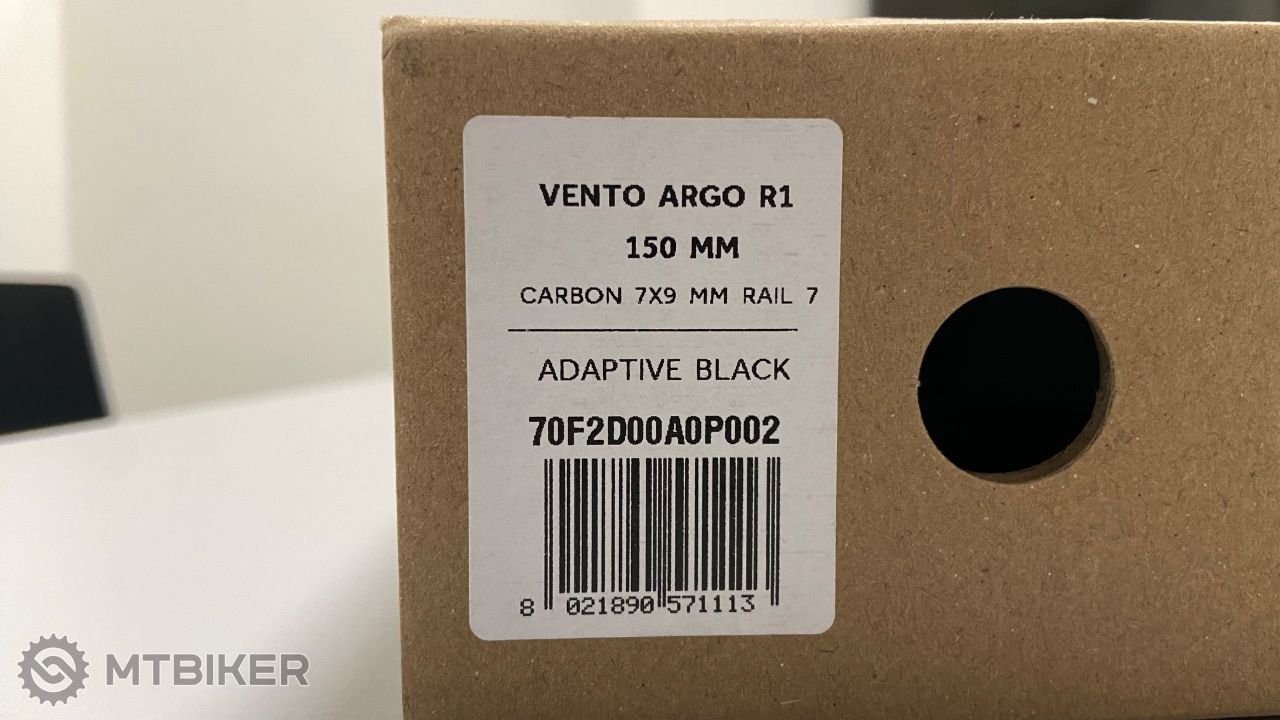 VENTO ARGO R1
150 MM
CARBON 7X9 MM RAIL 7
ADAPTIVE BLACK
70F2D00A0P002
8 021890 571113
MTBIKER